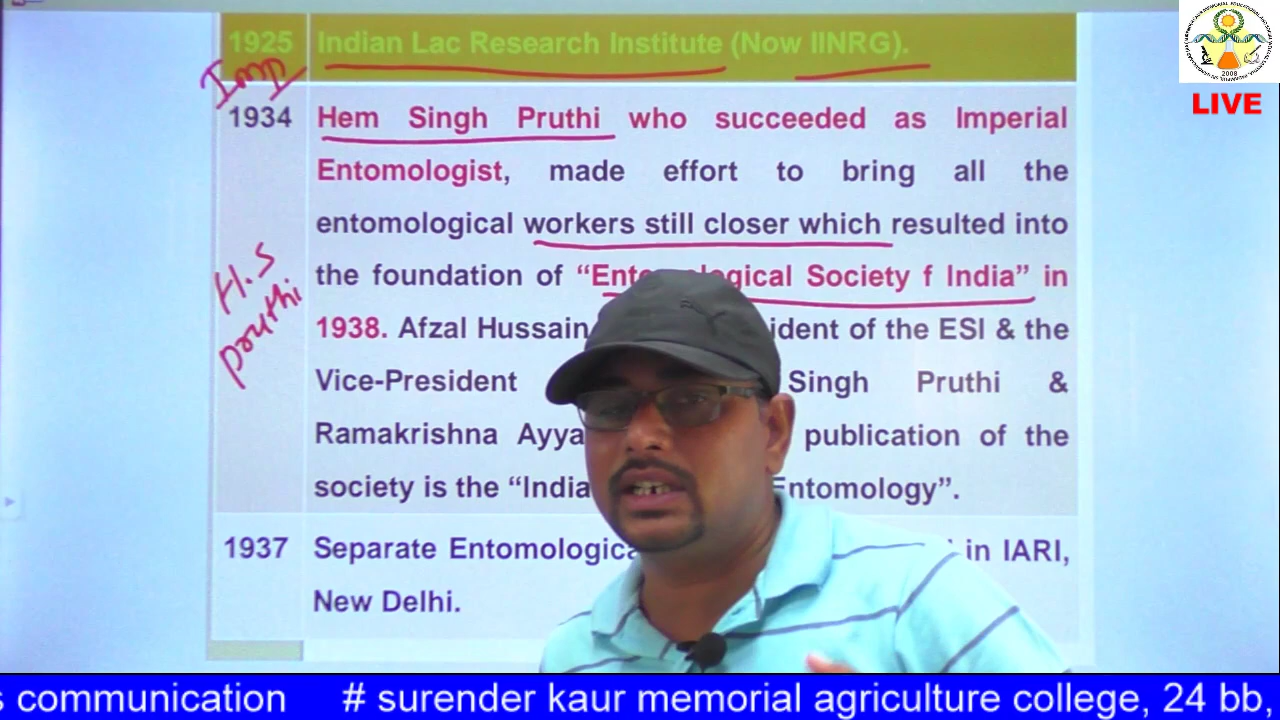 LIVE
1925 Indian Lac Research Institute (Now IINRG).
Imp
1934 Hem Singh Pruthi who succeeded as Imperial
Entomologist, made effort to bring all the
entomological workers still closer which resulted into
the foundation of “Ent gical Society f India” in
H.S
pruthi
1938. Afzal Hussain ident of the ESI & the
Vice-President Singh Pruthi &
Ramakrishna Ayya publication of the
society is the “India Entomology”.
1937 Separate Entomologica in IARI,
New Delhi.
2008
s communication # surender kaur memorial agriculture college, 24 bb,